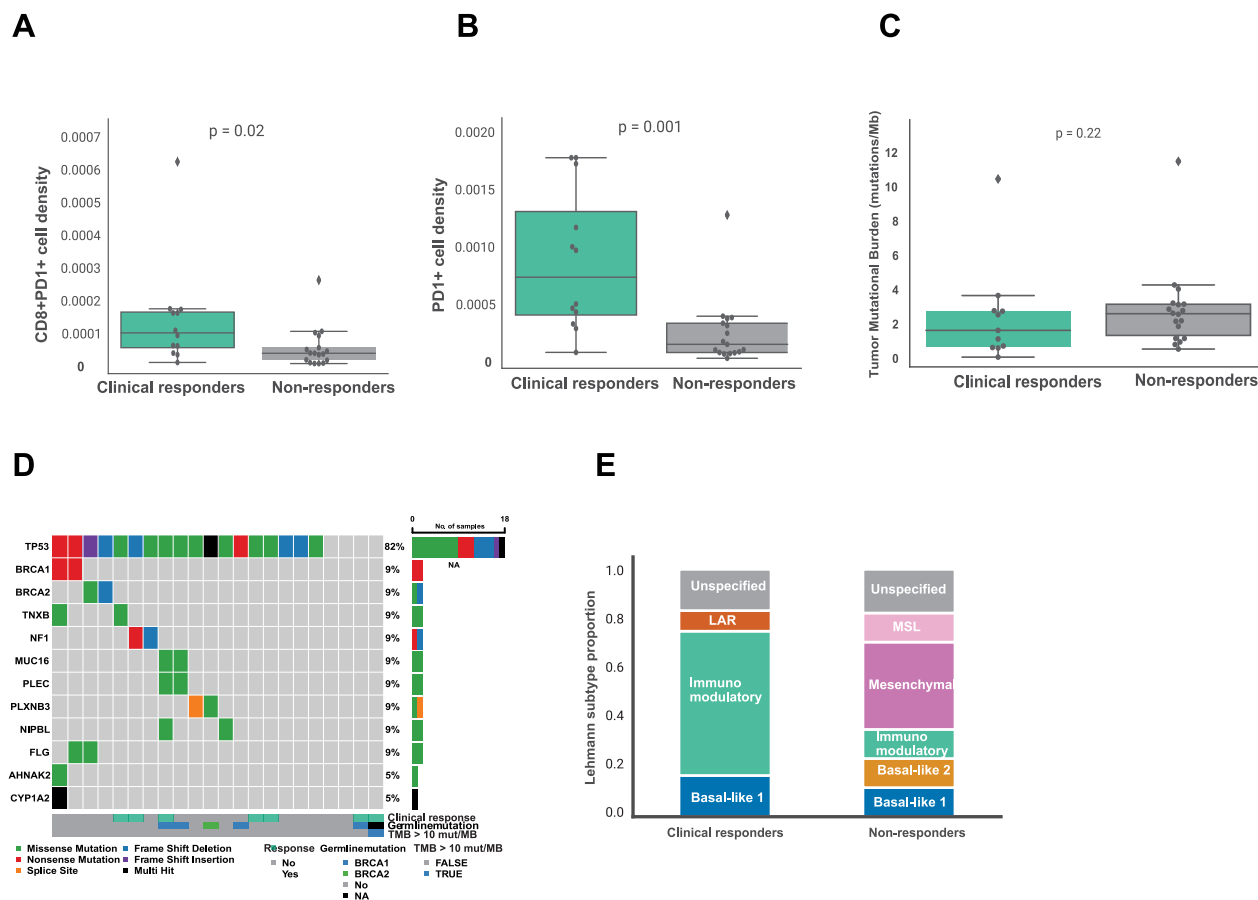 A
B
C
p = 0.02
CD8+PD1+ cell density
0.0007
0.0006
0.0005
0.0004
0.0003
0.0002
0.0001
0
Clinical responders
Non-responders
p = 0.001
PD1+ cell density
0.0020
0.0015
0.0010
0.0005
0
Clinical responders
Non-responders
p = 0.22
Tumor Mutational Burden (mutations/Mb)
12
10
8
6
4
2
0
Clinical responders
Non-responders
D
E
0
18
No. of samples
TP53 82%
NA
BRCA1 9%
BRCA2 9%
TNXB 9%
NF1 9%
MUC16 9%
PLEC 9%
PLXNB3 9%
NIPBL 9%
FLG 9%
AHNAK2 5%
CYP1A2 5%
Clinical response
Germlinemutation
TMB > 10 mut/MB
Missense Mutation
Nonsense Mutation
Splice Site
Frame Shift Deletion
Frame Shift Insertion
Multi Hit
Response
No
Yes
Germlinemutation
BRCA1
BRCA2
No
NA
TMB > 10 mut/MB
FALSE
TRUE
Lehmann subtype proportion
1.0
0.8
0.6
0.4
0.2
0.0
Unspecified
LAR
Immuno
modulatory
Basal-like 1
Clinical responders
Unspecified
MSL
Mesenchymal
Immuno
modulatory
Basal-like 2
Basal-like 1
Non-responders